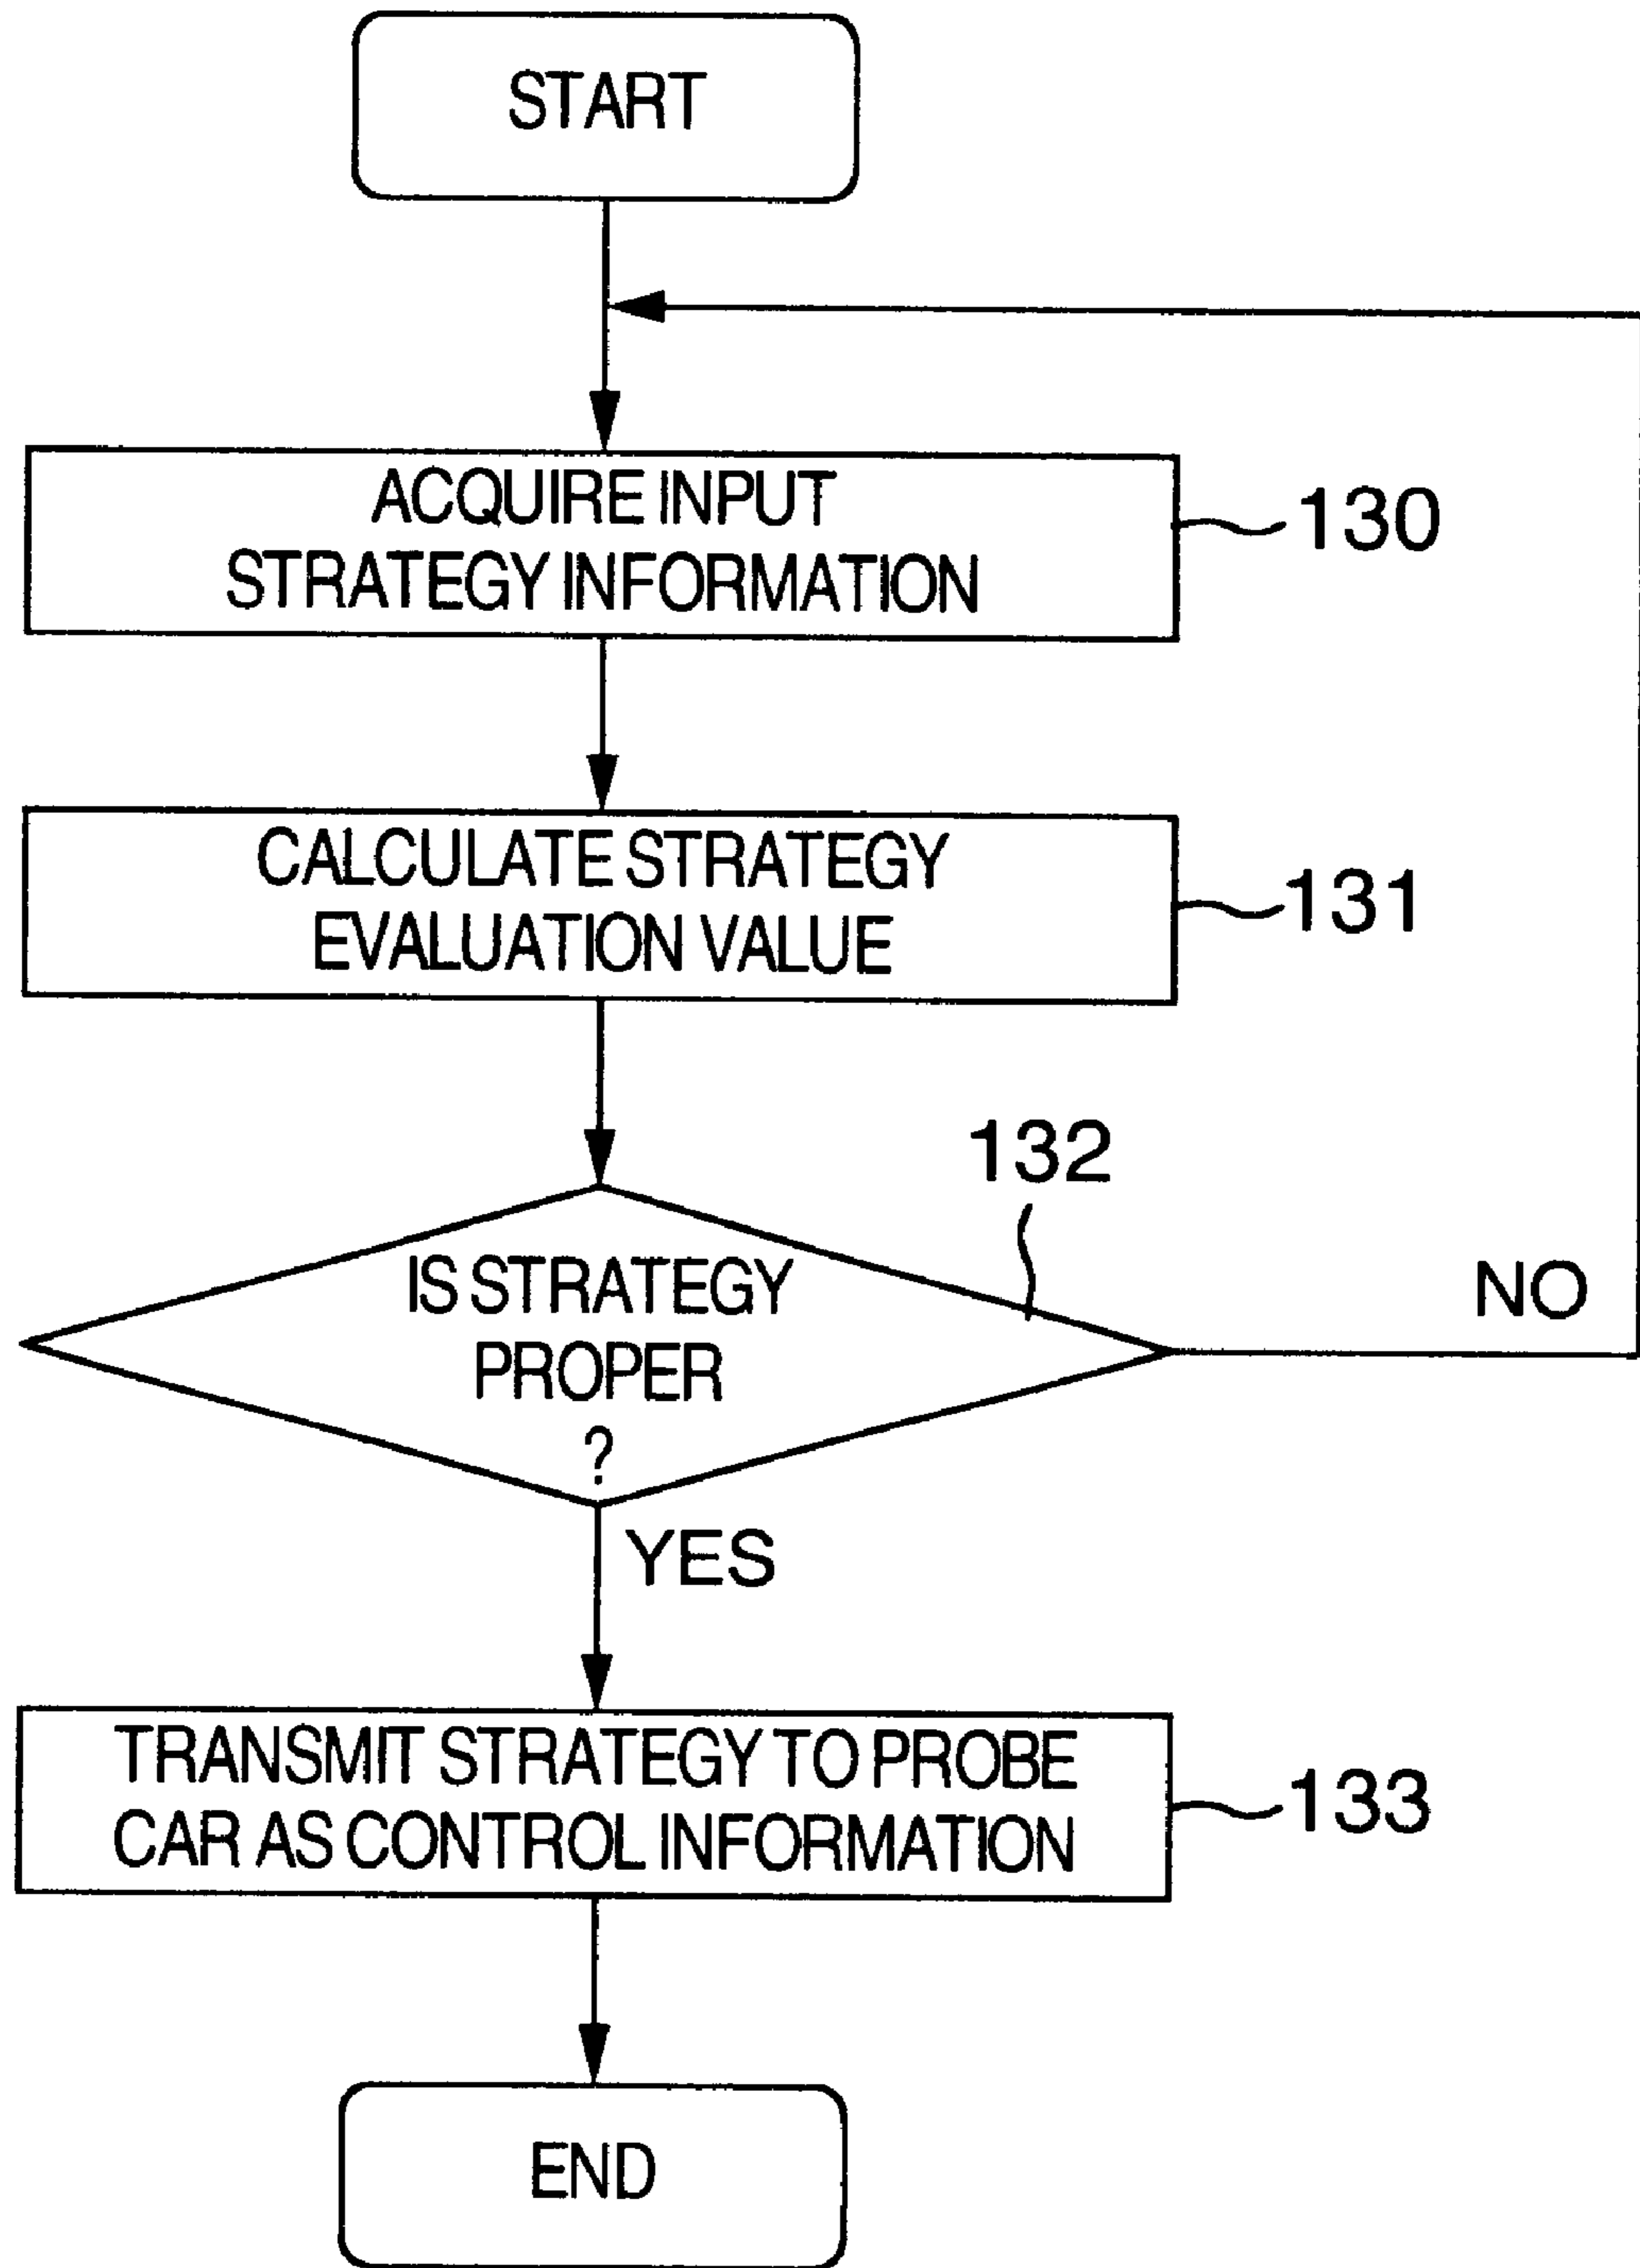 START
ACQUIRE INPUT
STRATEGY INFORMATION
130
CALCULATE STRATEGY
EVALUATION VALUE
131
132
IS STRATEGY
PROPER
?
NO
YES
TRANSMIT STRATEGY TO PROBE
CAR AS CONTROL INFORMATION
133
END